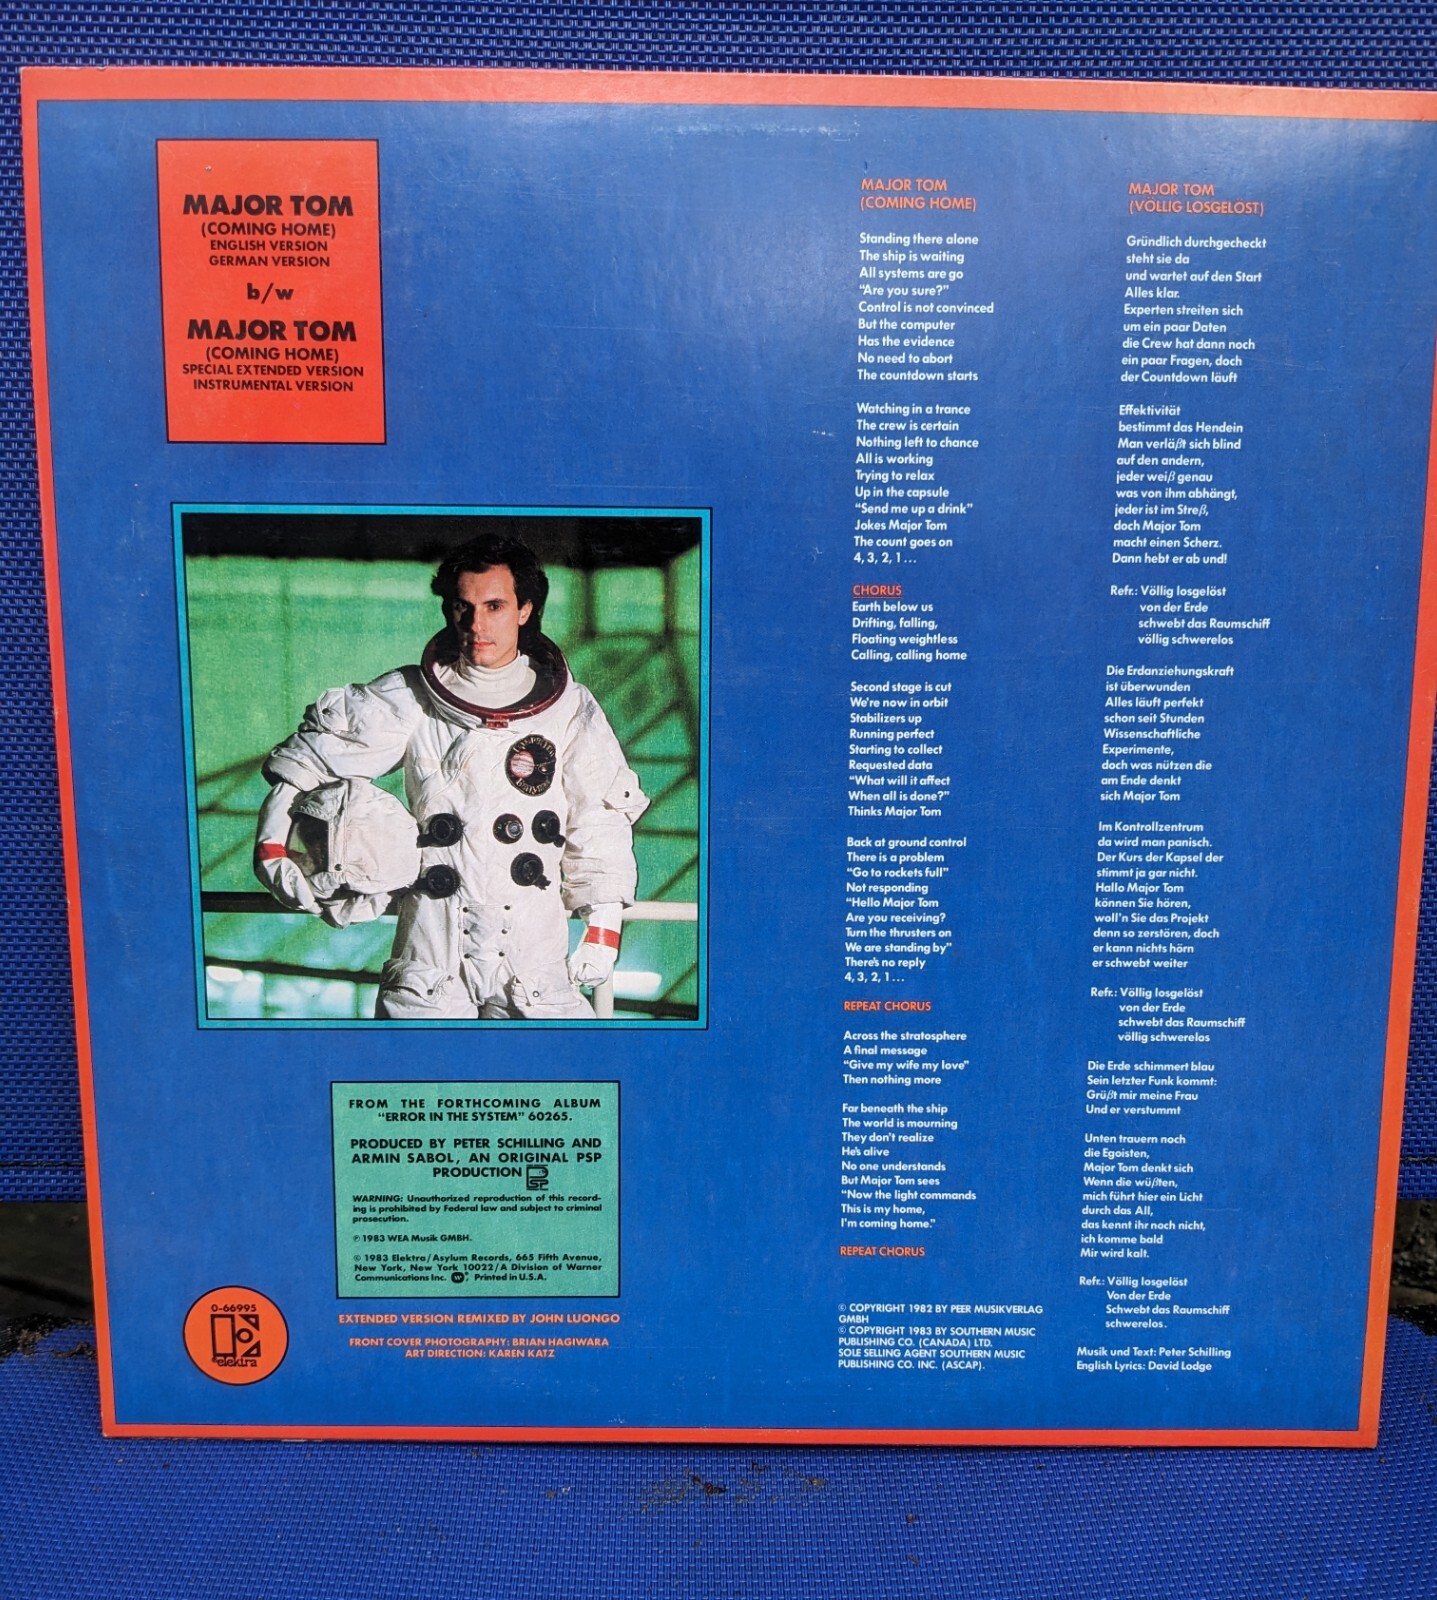 MAJOR TOM
(COMING HOME)
ENGLISH VERSION
GERMAN VERSION
b/w
MAJOR TOM
(COMING HOME)
SPECIAL EXTENDED VERSION
INSTRUMENTAL VERSION
FROM THE FORTHCOMING ALBUM
"ERROR IN THE SYSTEM" 60265.
PRODUCED BY PETER SCHILLING AND
ARMIN SABOL, AN ORIGINAL PSP
PRODUCTION
PSP
WARNING: Unauthorized reproduction of this record-
ing is prohibited by Federal law and subject to criminal
prosecution.
℗ 1983 WEA Musik GMBH.
© 1983 Elektra/Asylum Records, 665 Fifth Avenue,
New York, New York 10022/A Division of Warner
Communications Inc. Printed in U.S.A.
0-66995
elektra
EXTENDED VERSION REMIXED BY JOHN LUONGO
FRONT COVER PHOTOGRAPHY: BRIAN HAGIWARA
ART DIRECTION: KAREN KATZ
MAJOR TOM
(COMING HOME)
Standing there alone
The ship is waiting
All systems are go
"Are you sure?"
Control is not convinced
But the computer
Has the evidence
No need to abort
The countdown starts
Watching in a trance
The crew is certain
Nothing left to chance
All is working
Trying to relax
Up in the capsule
"Send me up a drink"
Jokes Major Tom
The count goes on
4, 3, 2, 1...
CHORUS
Earth below us
Drifting, falling,
Floating weightless
Calling, calling home
Second stage is cut
We're now in orbit
Stabilizers up
Running perfect
Starting to collect
Requested data
"What will it affect
When all is done?"
Thinks Major Tom
Back at ground control
There is a problem
"Go to rockets full"
Not responding
"Hello Major Tom
Are you receiving?
Turn the thrusters on
We are standing by"
There's no reply
4, 3, 2, 1...
REPEAT CHORUS
Across the stratosphere
A final message
"Give my wife my love"
Then nothing more
Far beneath the ship
The world is mourning
They don't realize
He's alive
No one understands
But Major Tom sees
"Now the light commands
This is my home,
I'm coming home."
REPEAT CHORUS
© COPYRIGHT 1982 BY PEER MUSIKVERLAG
GMBH
© COPYRIGHT 1983 BY SOUTHERN MUSIC
PUBLISHING CO. (CANADA) LTD.
SOLE SELLING AGENT SOUTHERN MUSIC
PUBLISHING CO. INC. (ASCAP).
MAJOR TOM
(VÖLLIG LOSGELÖST)
Gründlich durchgecheckt
steht sie da
und wartet auf den Start
Alles klar.
Experten streiten sich
um ein paar Daten
die Crew hat dann noch
ein paar Fragen, doch
der Countdown läuft
Effektivität
bestimmt das Hendein
Man verläßt sich blind
auf den andern,
jeder weiß genau
was von ihm abhängt,
jeder ist im Streß,
doch Major Tom
macht einen Scherz.
Dann hebt er ab und!
Refr.: Völlig losgelöst
von der Erde
schwebt das Raumschiff
völlig schwerelos
Die Erdanziehungskraft
ist überwunden
Alles läuft perfekt
schon seit Stunden
Wissenschaftliche
Experimente,
doch was nützen die
am Ende denkt
sich Major Tom
Im Kontrollzentrum
da wird man panisch.
Der Kurs der Kapsel der
stimmt ja gar nicht.
Hallo Major Tom
können Sie hören,
woll'n Sie das Projekt
denn so zerstören, doch
er kann nichts hörn
er schwebt weiter
Refr.: Völlig losgelöst
von der Erde
schwebt das Raumschiff
völlig schwerelos
Die Erde schimmert blau
Sein letzter Funk kommt:
Grüßt mir meine Frau
Und er verstummt
Unten trauern noch
die Egoisten,
Major Tom denkt sich
Wenn die wüßten,
mich führt hier ein Licht
durch das All,
das kennt ihr noch nicht,
ich komme bald
Mir wird kalt.
Refr.: Völlig losgelöst
Von der Erde
Schwebt das Raumschiff
schwerelos.
Musik und Text: Peter Schilling
English Lyrics: David Lodge